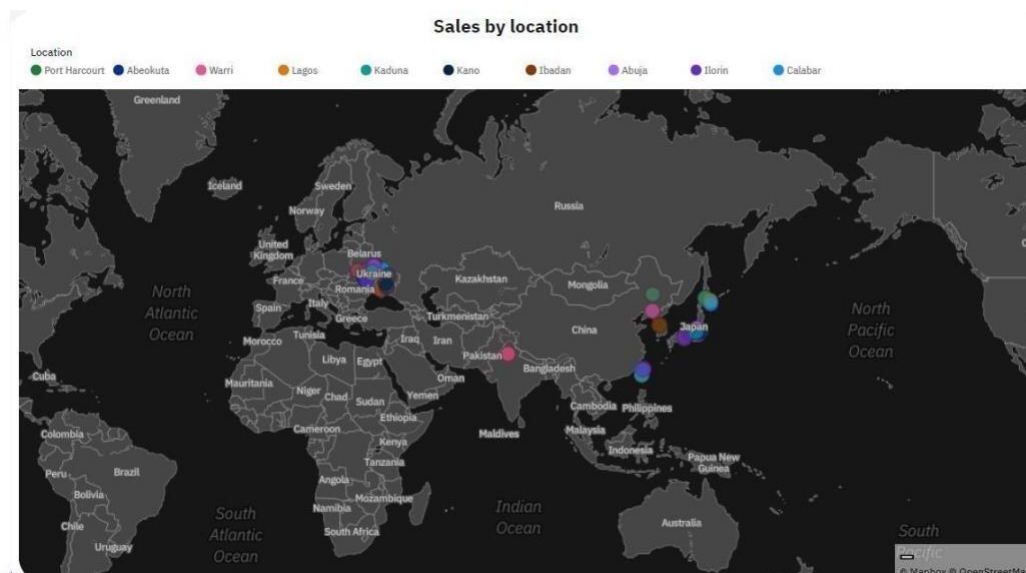 Sales by location
Location
Port Harcourt Abeokuta Warri Lagos Kaduna Kano Ibadan Abuja Ilorin Calabar
Greenland
Iceland
Sweden
Russia
Norway
United
Kingdom
Belarus
Ukraine
Kazakhstan
France
Romania
Mongolia
North
Atlantic
Ocean
Spain
Italy
Greece
Turkmenistan
North
Pacific
Ocean
Japan
China
Morocco
Tunisia
Iraq
Iran
Pakistan
Libya
Egypt
Bangladesh
Cuba
Mauritania
Niger
Chad
Sudan
Oman
Yemen
Ethiopia
Cambodia
Philippines
Colombia
Cameroon
Maldives
Malaysia
Kenya
Indonesia
Papua New
Guinea
Peru
Brazil
Tanzania
Angola
Bolivia
Mozambique
Namibia
Indian
Ocean
South
Atlantic
Ocean
Chile
Uruguay
South Africa
Australia
South
Pacific
© Mapbox © OpenStreetMa